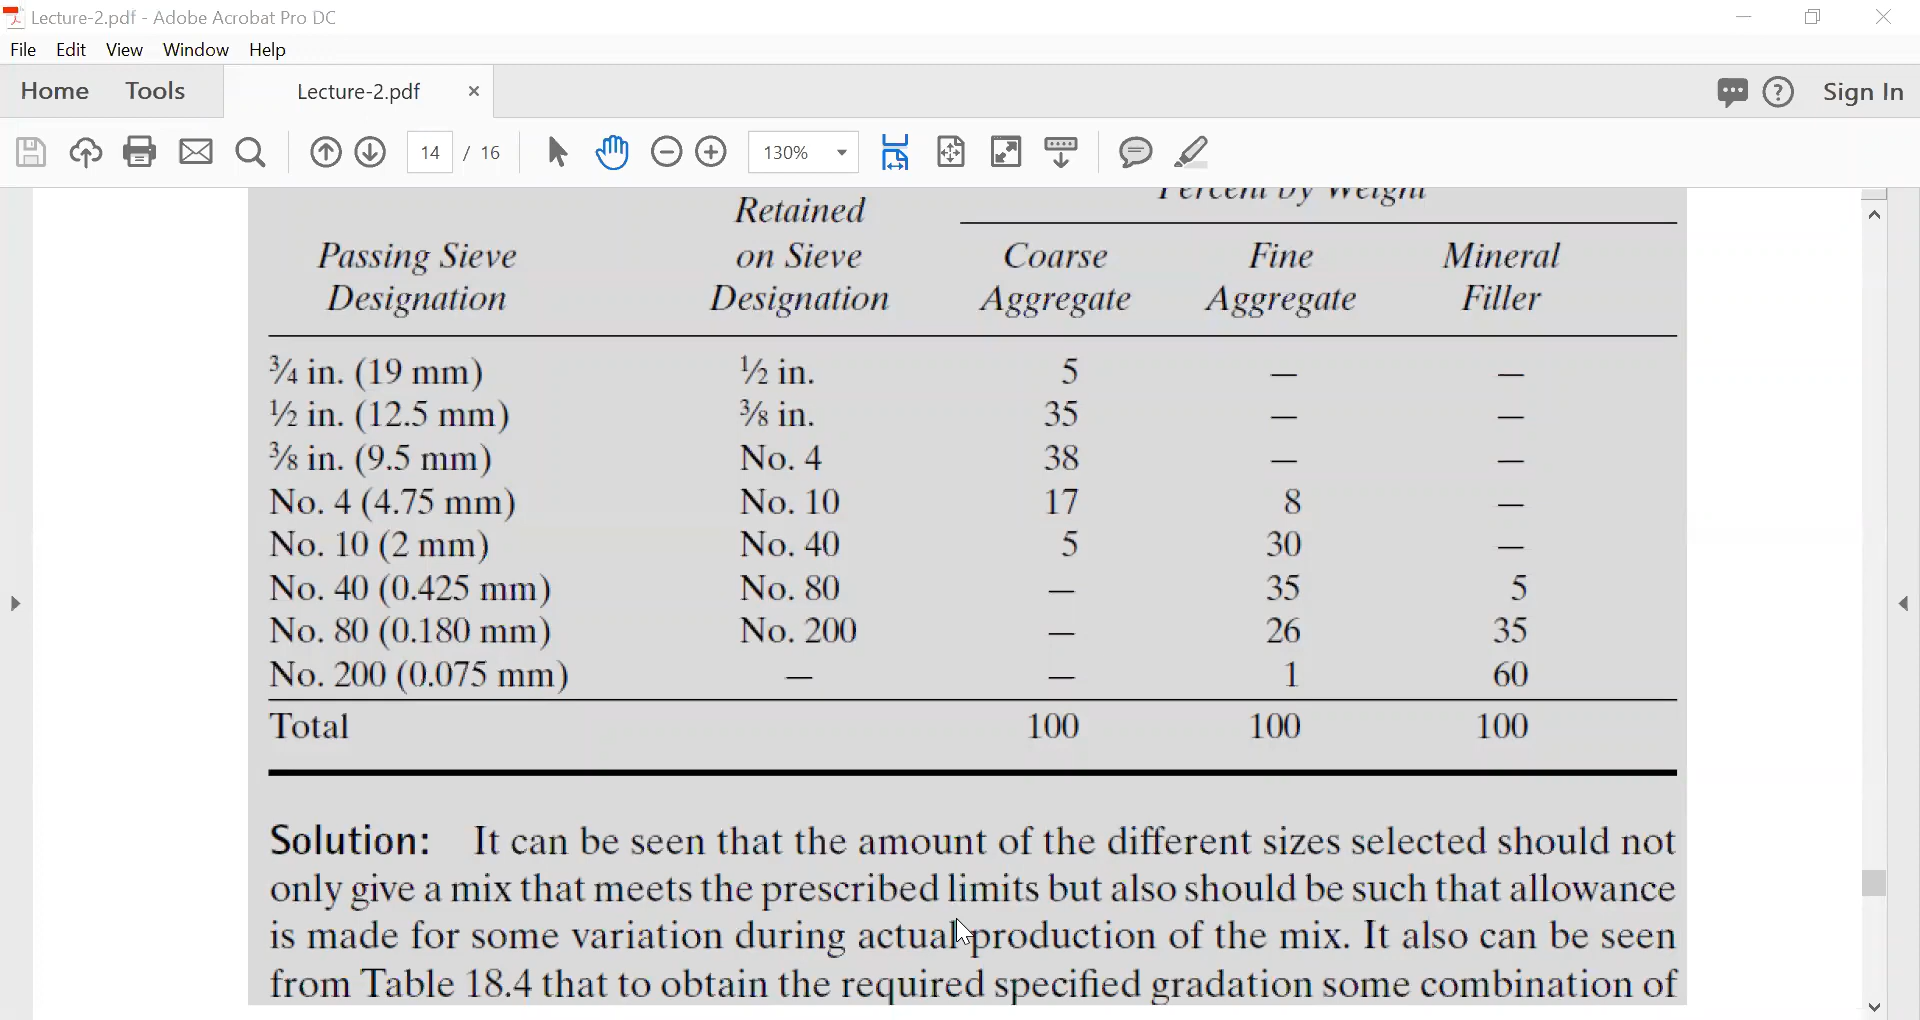 Lecture-2.pdf - Adobe Acrobat Pro DC
File Edit View Window Help
Home Tools Lecture-2.pdf × Sign In
14 / 16 130%
Percent by Weight
Retained
Passing Sieve on Sieve Coarse Fine Mineral
Designation Designation Aggregate Aggregate Filler
¾ in. (19 mm) ½ in. 5 — —
½ in. (12.5 mm) ⅜ in. 35 — —
⅜ in. (9.5 mm) No. 4 38 — —
No. 4 (4.75 mm) No. 10 17 8 —
No. 10 (2 mm) No. 40 5 30 —
No. 40 (0.425 mm) No. 80 — 35 5
No. 80 (0.180 mm) No. 200 — 26 35
No. 200 (0.075 mm) — — 1 60
Total 100 100 100
Solution: It can be seen that the amount of the different sizes selected should not
only give a mix that meets the prescribed limits but also should be such that allowance
is made for some variation during actual production of the mix. It also can be seen
from Table 18.4 that to obtain the required specified gradation some combination of